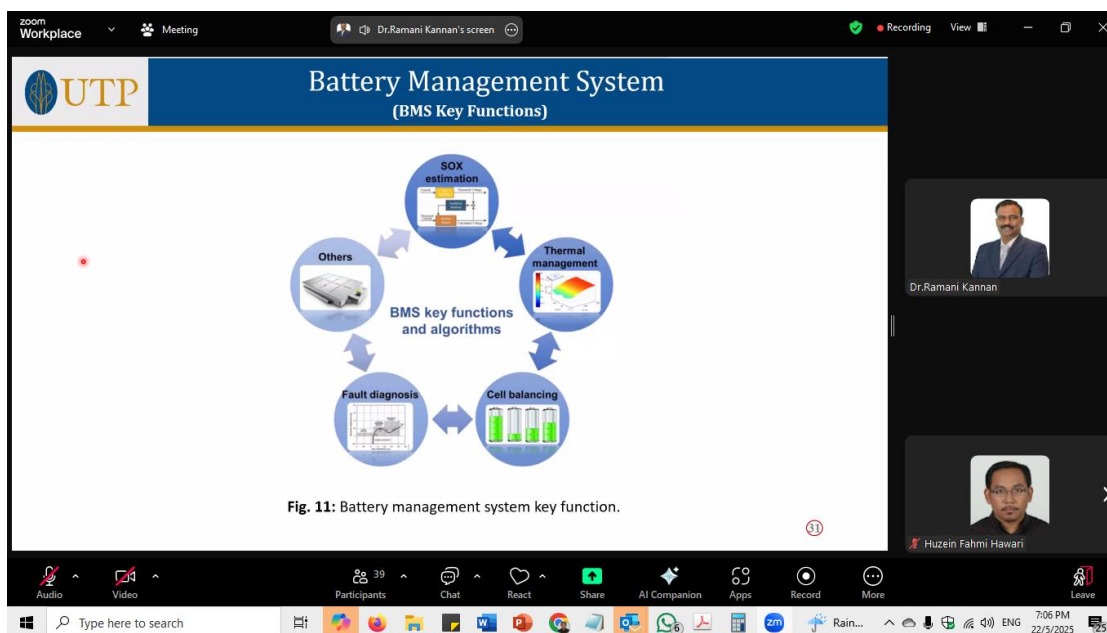 zoom
Workplace
Meeting
Dr.Ramani Kannan's screen
Recording
View
UTP
Battery Management System
(BMS Key Functions)
SOX
estimation
Others
Thermal
management
BMS key functions
and algorithms
Fault diagnosis
Cell balancing
Fig. 11: Battery management system key function.
31
Dr.Ramani Kannan
Huzein Fahmi Hawari
Audio
Video
39
Participants
Chat
React
Share
AI Companion
Apps
Record
More
Leave
Type here to search
6
zm
Rain...
ENG
7:06 PM
22/5/2025
25